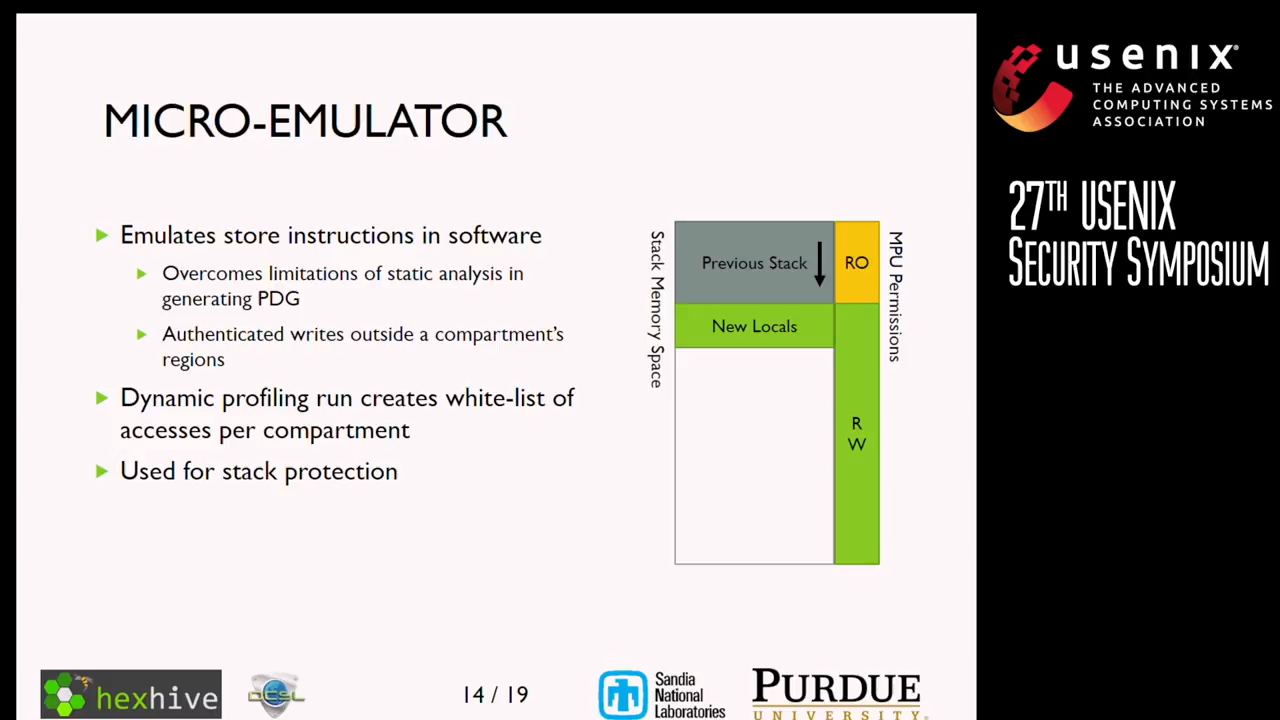 MICRO-EMULATOR
Emulates store instructions in software
Overcomes limitations of static analysis in
generating PDG
Authenticated writes outside a compartment's
regions
Dynamic profiling run creates white-list of
accesses per compartment
Used for stack protection
Stack Memory Space
Previous Stack
RO
New Locals
R
W
MPU Permissions
hexhive
DCSL
14 / 19
Sandia
National
Laboratories
PURDUE
UNIVERSITY
usenix
THE ADVANCED
COMPUTING SYSTEMS
ASSOCIATION
27TH USENIX
SECURITY SYMPOSIUM